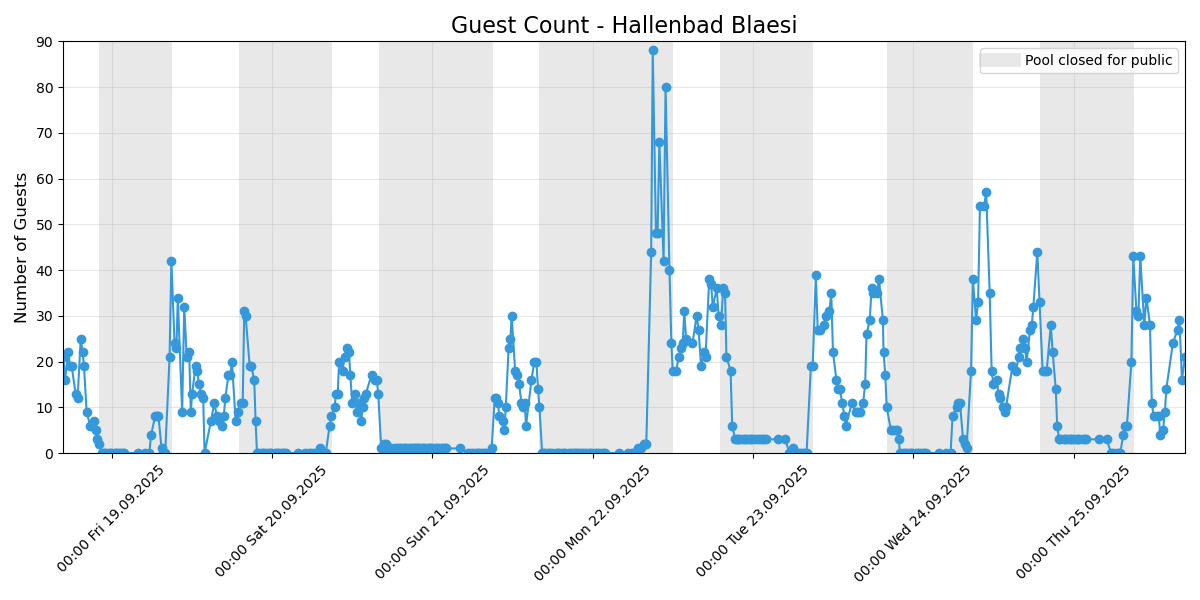 Guest Count - Hallenbad Blaesi
Pool closed for public
Number of Guests
90
80
70
60
50
40
30
20
10
0
00:00 Fri 19.09.2025
00:00 Sat 20.09.2025
00:00 Sun 21.09.2025
00:00 Mon 22.09.2025
00:00 Tue 23.09.2025
00:00 Wed 24.09.2025
00:00 Thu 25.09.2025